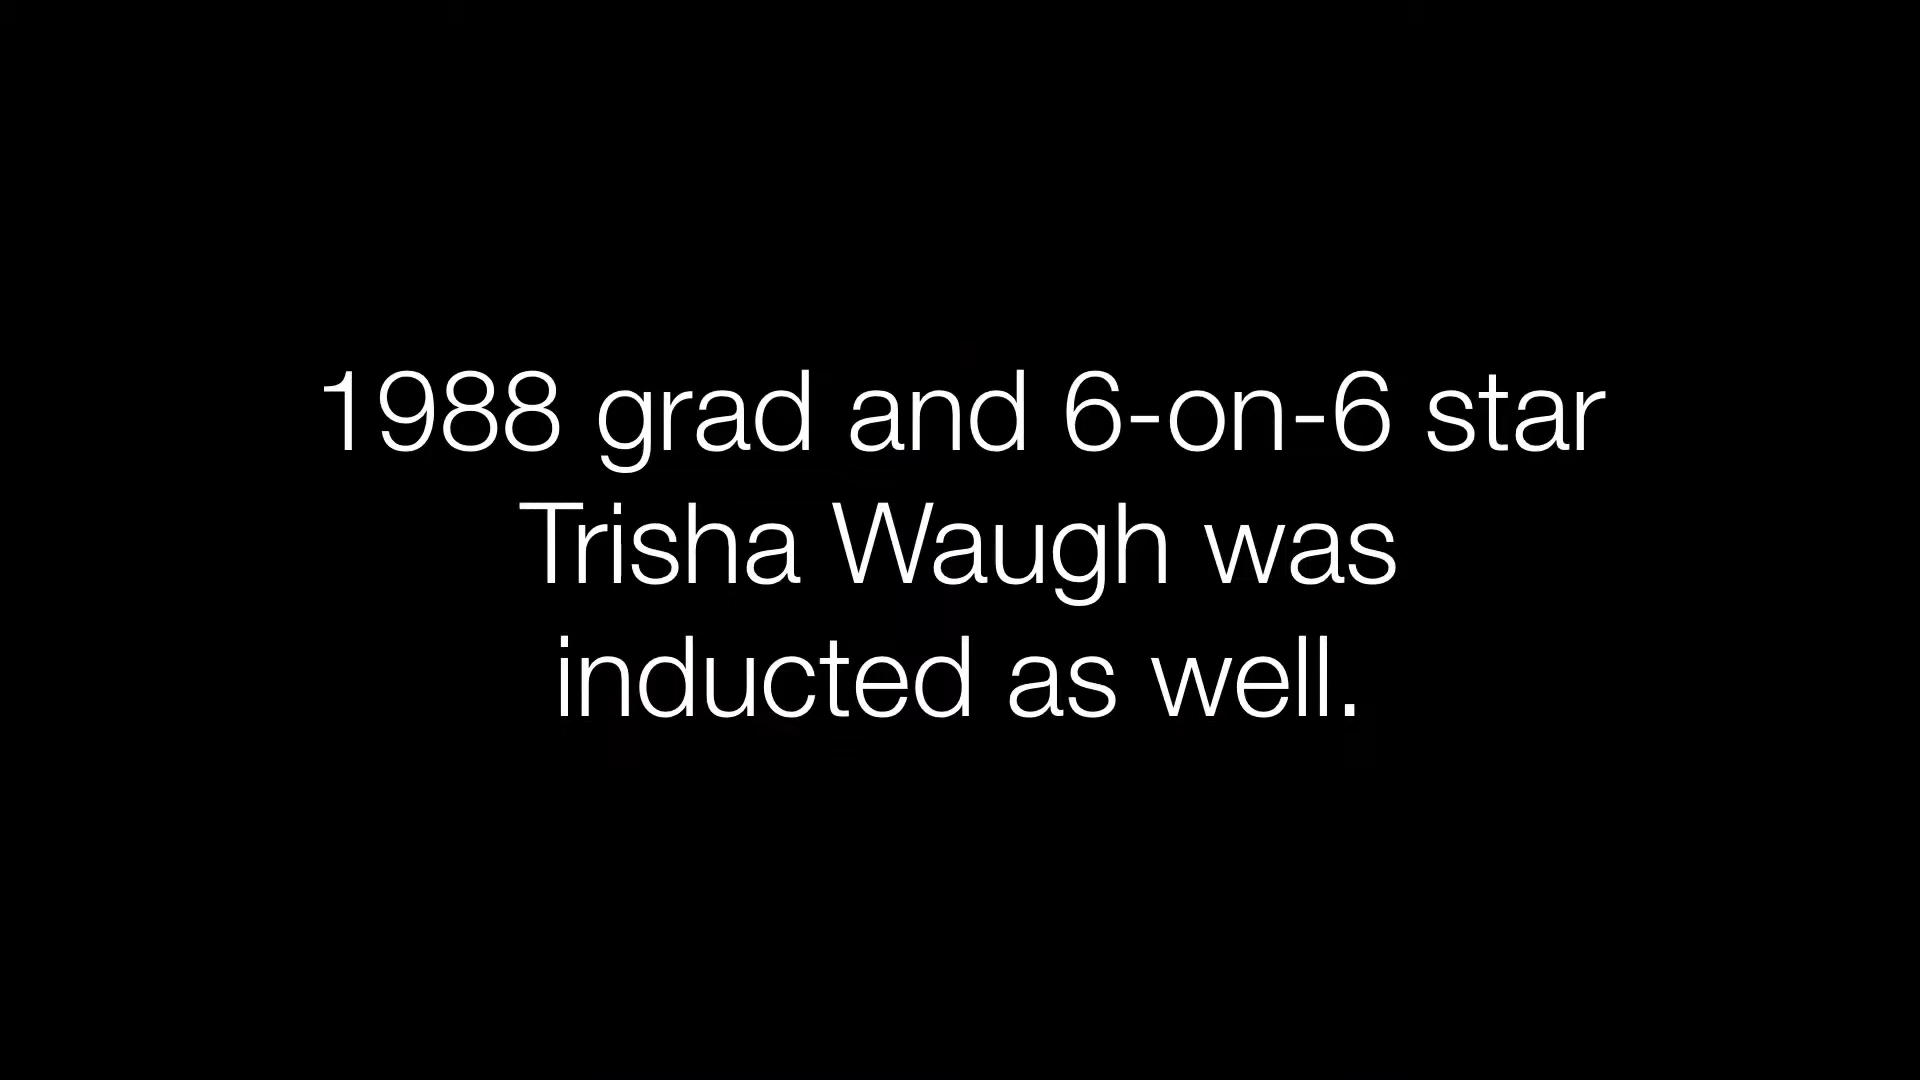 1988 grad and 6-on-6 star
Trisha Waugh was
inducted as well.